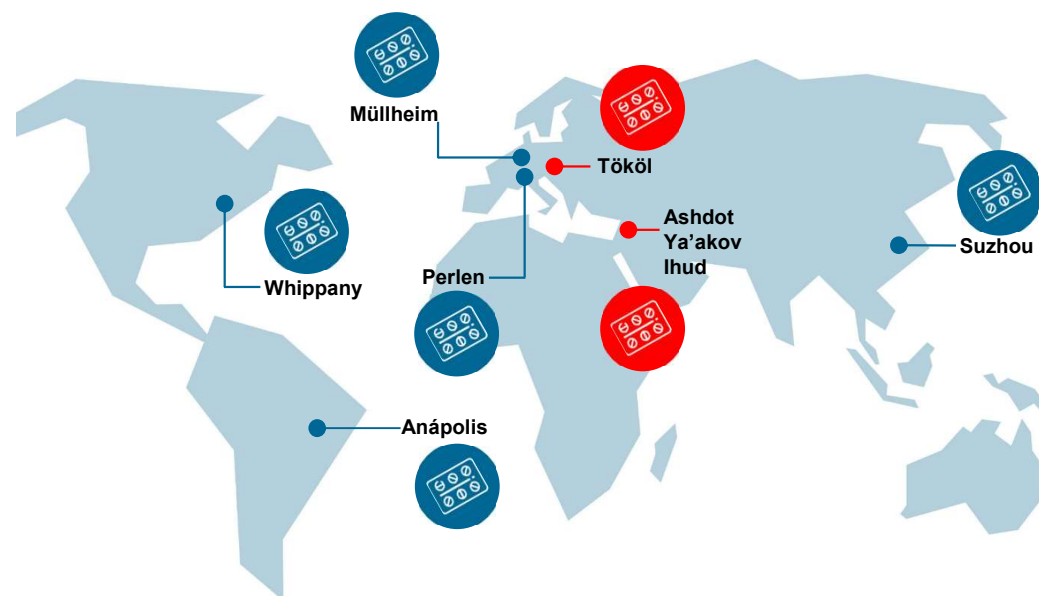 Müllheim
Tököl
Ashdot
Ya’akov
Ihud
Suzhou
Perlen
Whippany
Anápolis